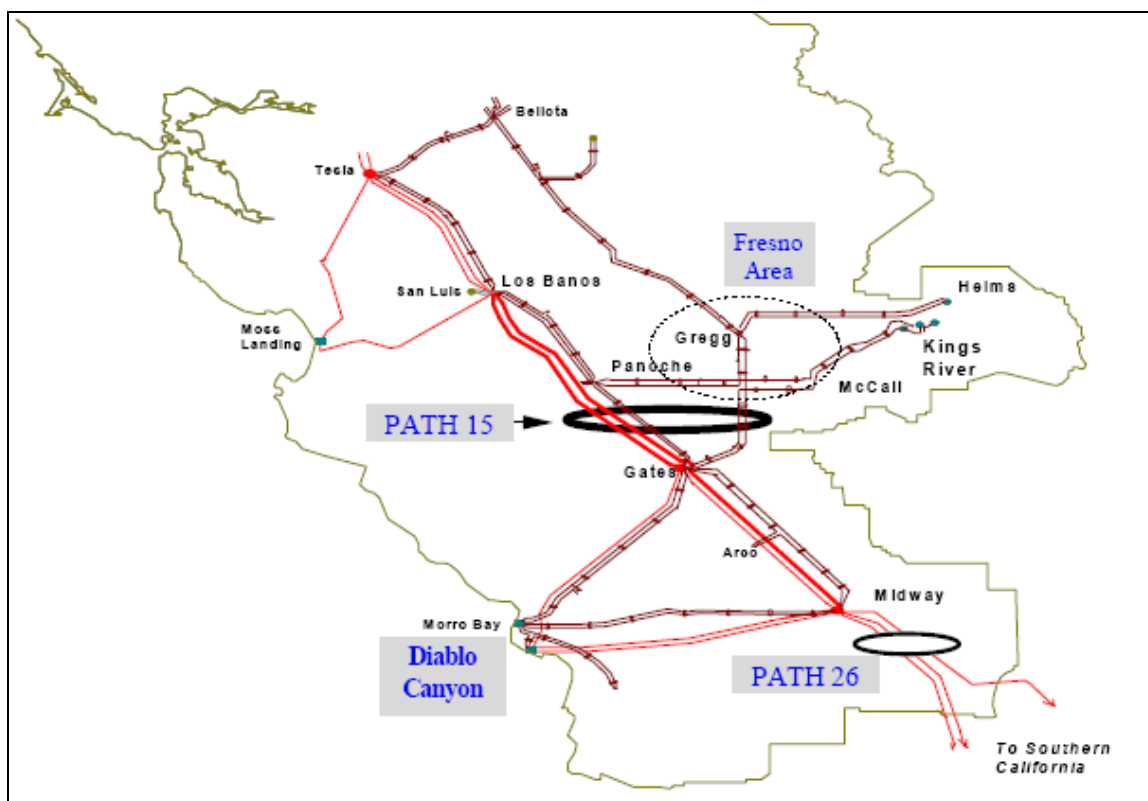 Bellota
Tesla
Fresno
Area
Los Banos
San Luis
Helms
Moss
Landing
Gregg
Kings
River
Panoche
McCall
PATH 15
Gates
Arco
Midway
Morro Bay
Diablo
Canyon
PATH 26
To Southern
California